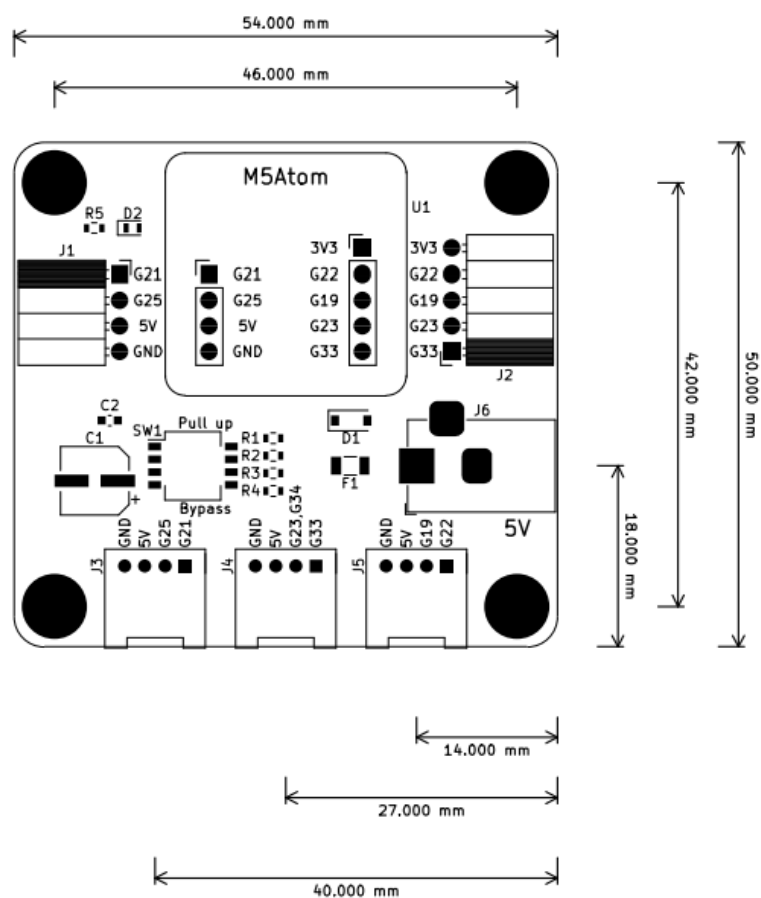 54.000 mm
46.000 mm
M5Atom
U1
R5 D2
J1
3V3 3V3
G21 G21 G22 G22
G25 G25 G19 G19
5V 5V G23 G23
GND GND G33 G33
J2
42.000 mm
50.000 mm
C2
Pull up
J6
SW1
C1
R1
D1
R2
R3
R4
F1
+
Bypass
18.000 mm
5V
GND 5V G25 G21
GND 5V G23,G34 G33
GND 5V G19 G22
J3 J4 J5
14.000 mm
27.000 mm
40.000 mm